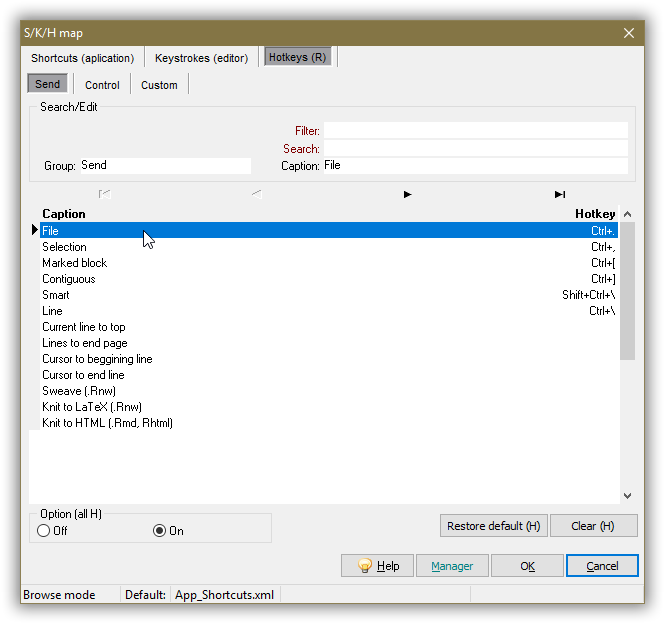 S/K/H map
Shortcuts (aplication) Keystrokes (editor) Hotkeys (R)
Send Control Custom
Search/Edit
Filter:
Search:
Group: Send Caption: File
Caption Hotkey
File Ctrl+.
Selection Ctrl+,
Marked block Ctrl+[
Contiguous Ctrl+]
Smart Shift+Ctrl+\
Line Ctrl+\
Current line to top
Lines to end page
Cursor to beggining line
Cursor to end line
Sweave (.Rnw)
Knit to LaTeX (.Rnw)
Knit to HTML (.Rmd, Rhtml)
Option (all H)
Off On
Restore default (H) Clear (H)
Help Manager OK Cancel
Browse mode Default: App_Shortcuts.xml